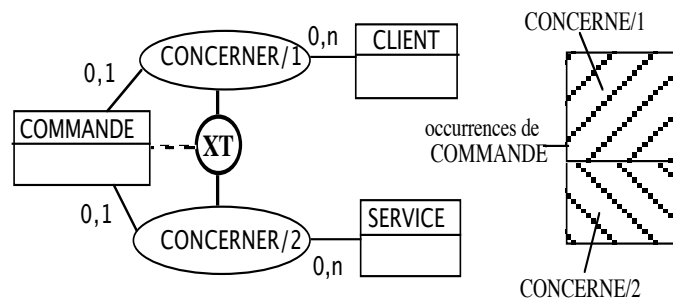 CONCERNER/1
0,n
CLIENT
0,1
COMMANDE
XT
0,1
CONCERNER/2
0,n
SERVICE
CONCERNE/1
occurrences de
COMMANDE
CONCERNE/2